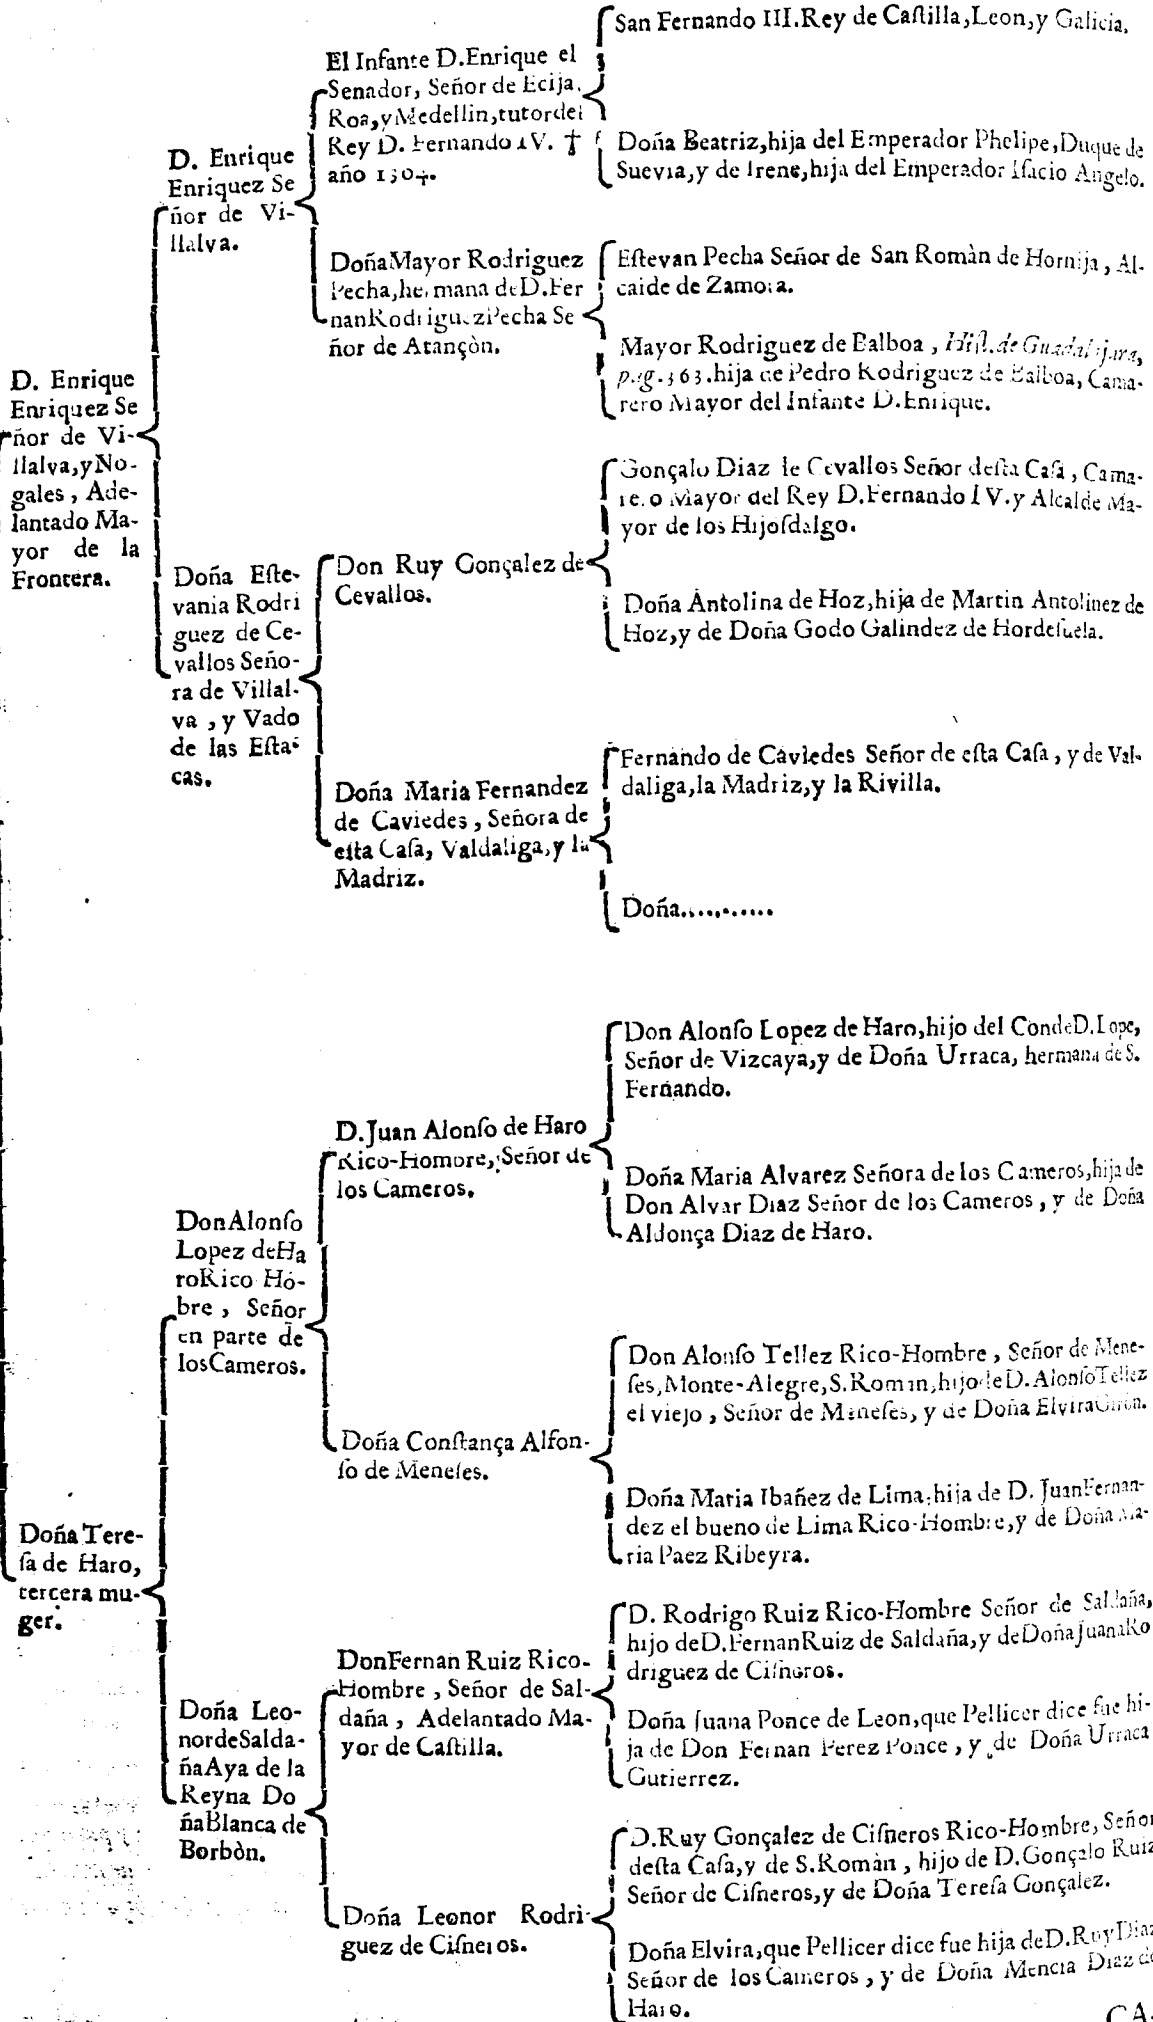 D. Enrique
Enriquez Se
ñor de Vi-
llalva, y No-
gales, Ade-
lantado Ma-
yor de la
Frontera.
D. Enrique
Enriquez Se
ñor de Vi-
llalva.
El Infante D. Enrique el
Senador, Señor de Ecija,
Roa, y Medellin, tutor del
Rey D. Fernando IV. †
año 1304.
San Fernando III. Rey de Caſtilla, Leon, y Galicia.
Doña Beatriz, hija del Emperador Phelipe, Duque de
Suevia, y de Irene, hija del Emperador Iſacio Angelo.
Doña Mayor Rodriguez
Pecha, hermana de D. Fer
nan Rodriguez Pecha Se
ñor de Atançòn.
Eſtevan Pecha Señor de San Romàn de Hornija, Al-
caide de Zamora.
Mayor Rodriguez de Balboa, Hiſt. de Guadalajara,
pag. 363. hija de Pedro Rodriguez de Balboa, Cama-
rero Mayor del Infante D. Enrique.
Doña Eſte-
vania Rodri
guez de Ce-
vallos Seño-
ra de Villal-
va, y Vado
de las Eſta-
cas.
Don Ruy Gonçalez de
Cevallos.
Gonçalo Diaz de Cevallos Señor deſta Caſa, Cama-
rero Mayor del Rey D. Fernando IV. y Alcalde Ma-
yor de los Hijoſdalgo.
Doña Antolina de Hoz, hija de Martin Antolinez de
Hoz, y de Doña Godo Galindez de Hordeſuela.
Doña Maria Fernandez
de Caviedes, Señora de
eſta Caſa, Valdaliga, y la
Madriz.
Fernando de Caviedes Señor de eſta Caſa, y de Val-
daliga, la Madriz, y la Rivilla.
Doña...........
Doña Tere-
ſa de Haro,
tercera mu-
ger.
Don Alonſo
Lopez de Ha
ro Rico Hó-
bre, Señor
en parte de
los Cameros.
D. Juan Alonſo de Haro
Rico-Hombre, Señor de
los Cameros.
Don Alonſo Lopez de Haro, hijo del Conde D. Lope,
Señor de Vizcaya, y de Doña Urraca, hermana de S.
Fernando.
Doña Maria Alvarez Señora de los Cameros, hija de
Don Alvar Diaz Señor de los Cameros, y de Doña
Aldonça Diaz de Haro.
Doña Conſtança Alfon-
ſo de Meneſes.
Don Alonſo Tellez Rico-Hombre, Señor de Mene-
ſes, Monte-Alegre, S. Roman, hijo de D. Alonſo Tellez
el viejo, Señor de Meneſes, y de Doña Elvira Giron.
Doña Maria Ibañez de Lima, hija de D. Juan Fernan-
dez el bueno de Lima Rico-Hombre, y de Doña Ma-
ria Paez Ribeyra.
Doña Leo-
nor de Salda-
ña Aya de la
Reyna Do
ña Blanca de
Borbòn.
Don Fernan Ruiz Rico-
Hombre, Señor de Sal-
daña, Adelantado Ma-
yor de Caſtilla.
D. Rodrigo Ruiz Rico-Hombre Señor de Saldaña,
hijo de D. Fernan Ruiz de Saldaña, y de Doña Juana Ro
driguez de Ciſneros.
Doña Juana Ponce de Leon, que Pellicer dice fue hi-
ja de Don Fernan Perez Ponce, y de Doña Urraca
Gutierrez.
Doña Leonor Rodri-
guez de Ciſneros.
D. Ruy Gonçalez de Ciſneros Rico-Hombre, Señor
deſta Caſa, y de S. Romàn, hijo de D. Gonçalo Ruiz
Señor de Ciſneros, y de Doña Tereſa Gonçalez.
Doña Elvira, que Pellicer dice fue hija de D. Ruy Diaz
Señor de los Cameros, y de Doña Mencia Diaz de
Haro.
CA-